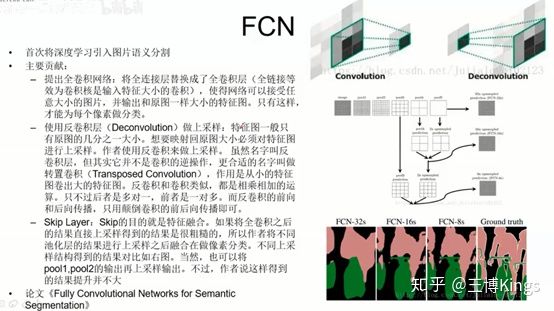 FCN
• 首次将深度学习引入图片语义分割
• 主要贡献：
– 提出全卷积网络：将全连接层替换成了全卷积层（全链接等
效为卷积核是输入特征大小的卷积），使得网络可以接受任
意大小的图片，并输出和原图一样大小的特征图。只有这样，
才能为每个像素做分类。
– 使用反卷积层（Deconvolution）做上采样：特征图一般只
有原图的几分之一大小。想要映射回原图大小必须对特征图
进行上采样。作者使用反卷积来做上采样。 虽然名字叫反
卷积层，但其实它并不是卷积的逆操作，更合适的名字叫做
转置卷积（Transposed Convolution），作用是从小的特征
图卷出大的特征图。反卷积和卷积类似，都是相乘相加的运
算。只不过后者是多对一，前者是一对多。而反卷积的前向
和后向传播，只用颠倒卷积的前后向传播即可。
– Skip Layer：Skip的目的就是特征融合。如果将全卷积之后
的结果直接上采样得到的结果是很粗糙的，所以作者将不同
池化层的结果进行上采样之后融合在做像素分类。不同上采
样结构得到的结果对比如右图。当然，也可以将
pool1,pool2的输出再上采样输出。不过，作者说这样得到
的结果提升并不大
• 论文《Fully Convolutional Networks for Semantic
Segmentation》
Convolution
Deconvolution
FCN-32s
FCN-16s
FCN-8s
Ground truth
知乎 @王博Kings